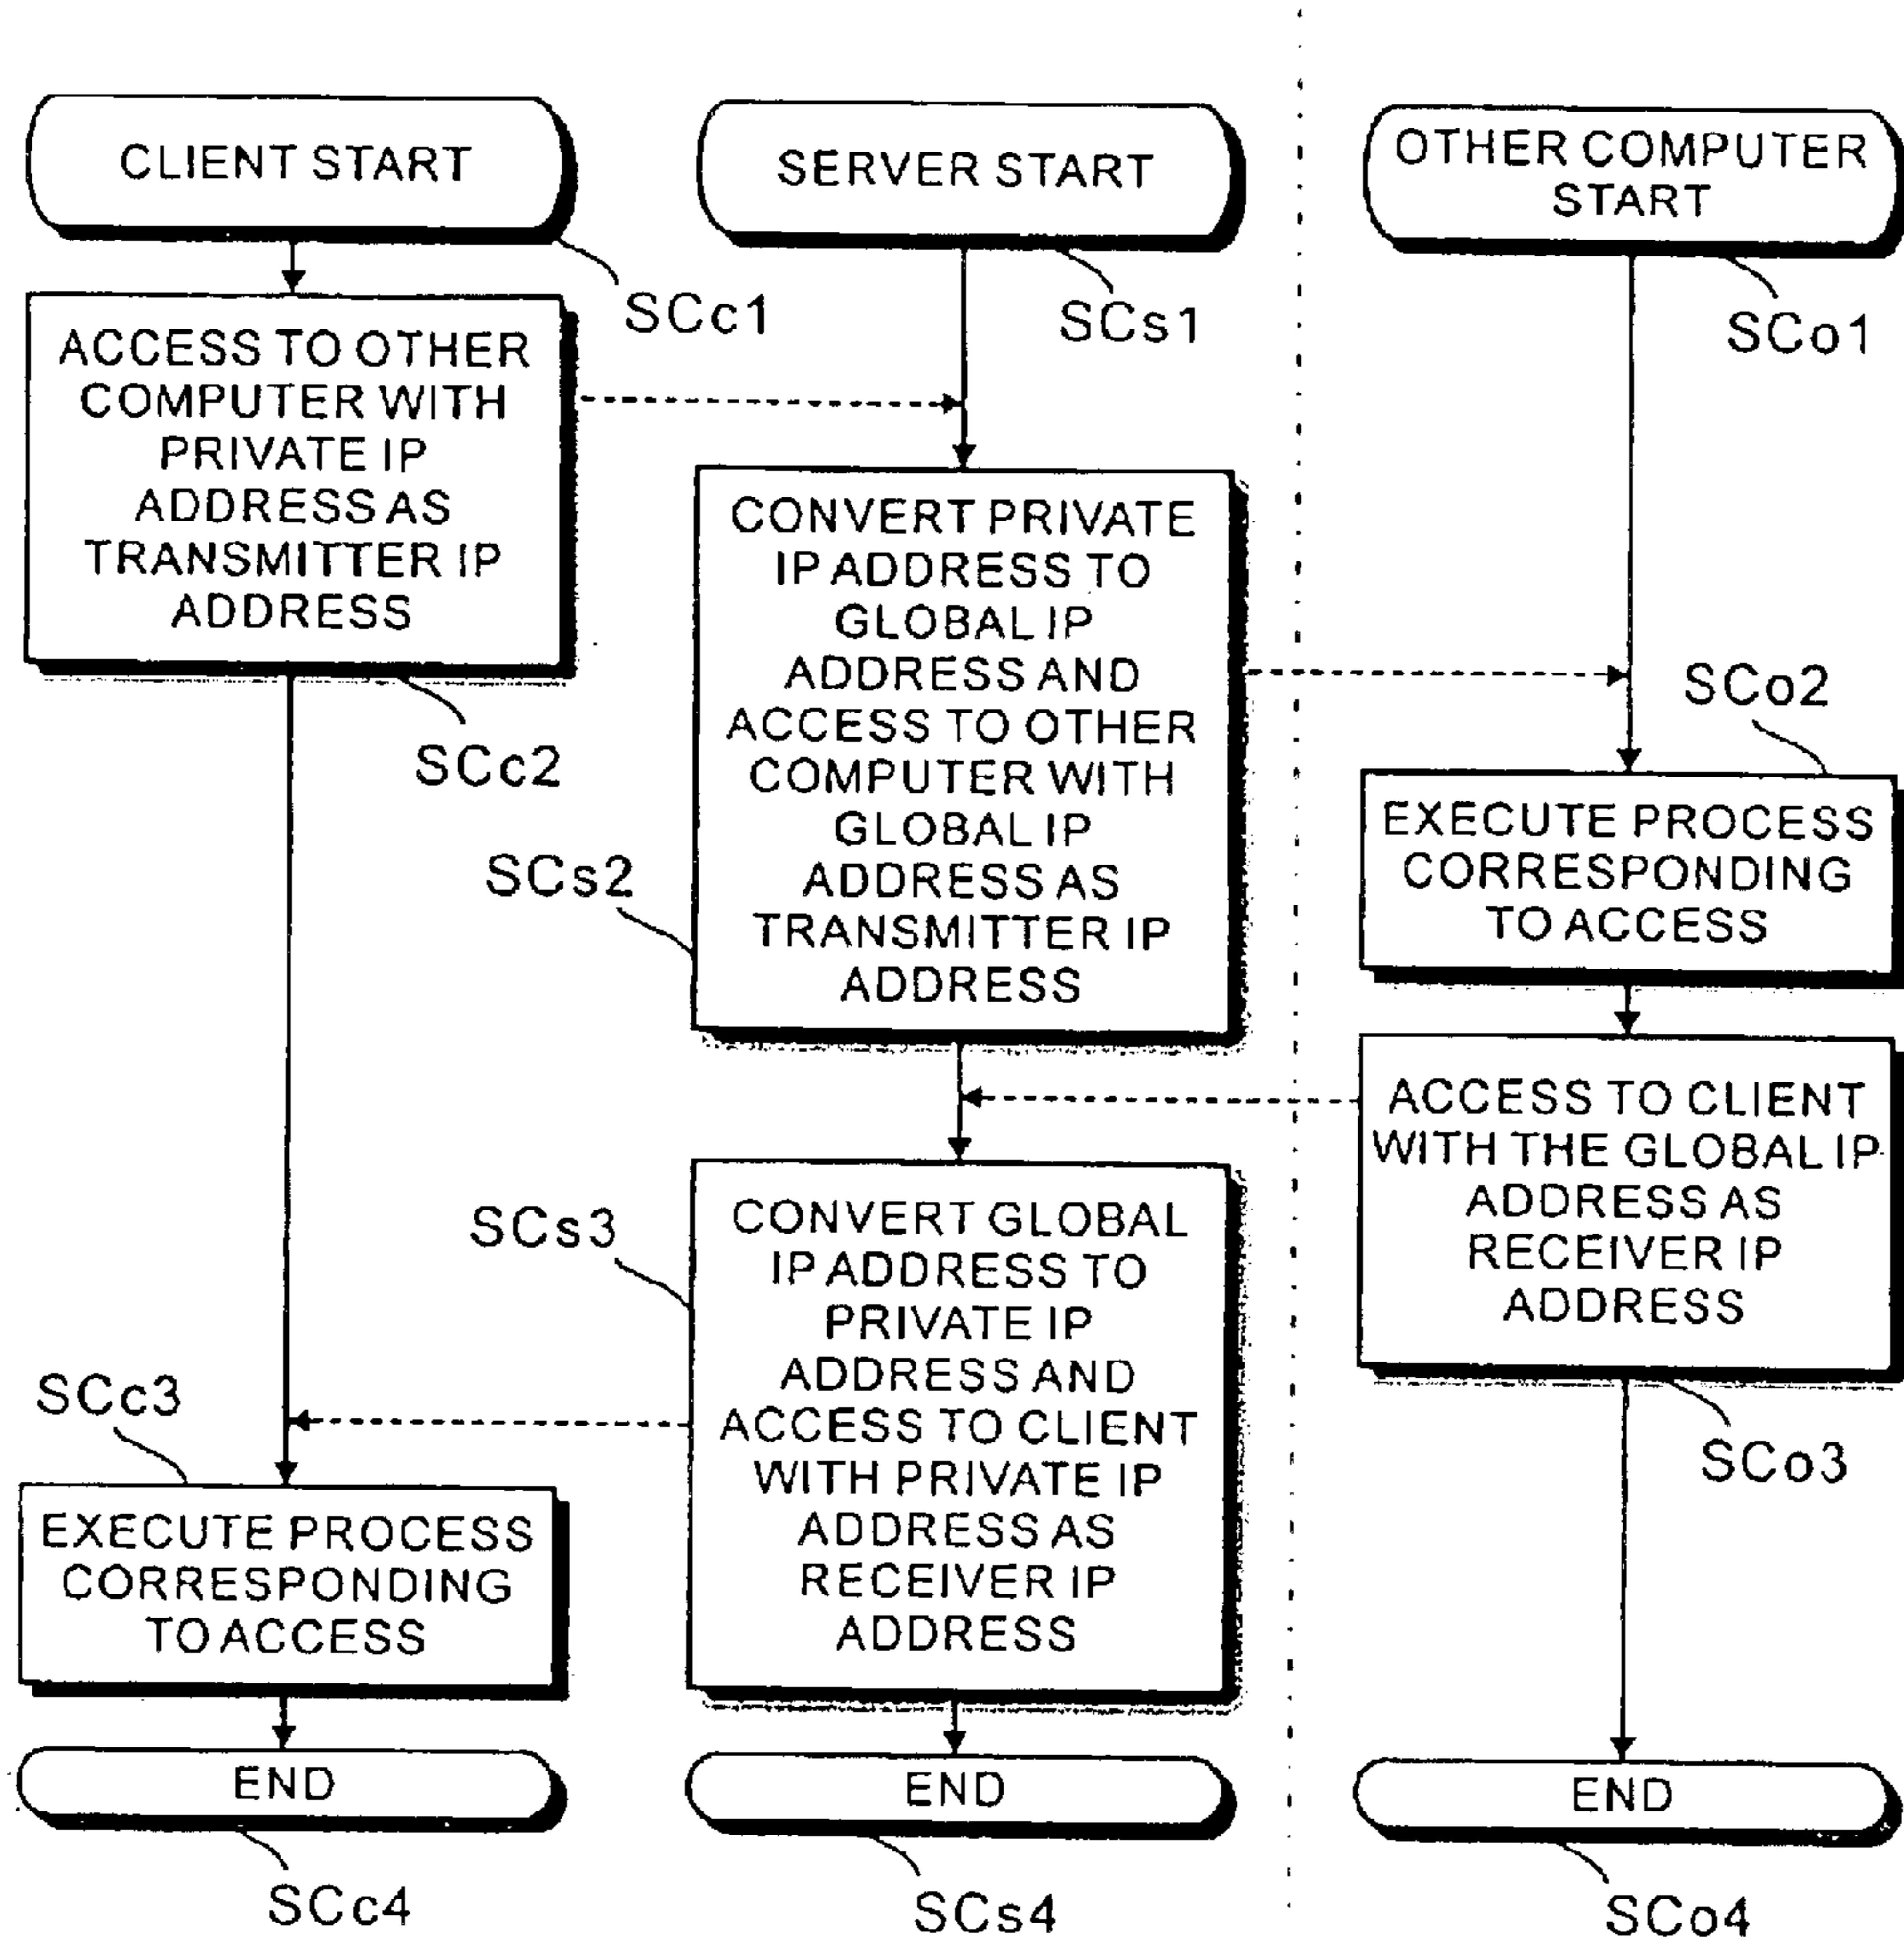 CLIENT START
SCc1
ACCESS TO OTHER
COMPUTER WITH
PRIVATE IP
ADDRESS AS
TRANSMITTER IP
ADDRESS
SCc2
SCc3
EXECUTE PROCESS
CORRESPONDING
TO ACCESS
END
SCc4
SERVER START
SCs1
CONVERT PRIVATE
IP ADDRESS TO
GLOBAL IP
ADDRESS AND
ACCESS TO OTHER
COMPUTER WITH
GLOBAL IP
ADDRESS AS
TRANSMITTER IP
ADDRESS
SCs2
SCs3
CONVERT GLOBAL
IP ADDRESS TO
PRIVATE IP
ADDRESS AND
ACCESS TO CLIENT
WITH PRIVATE IP
ADDRESS AS
RECEIVER IP
ADDRESS
END
SCs4
OTHER COMPUTER
START
SCo1
SCo2
EXECUTE PROCESS
CORRESPONDING
TO ACCESS
ACCESS TO CLIENT
WITH THE GLOBAL IP
ADDRESS AS
RECEIVER IP
ADDRESS
SCo3
END
SCo4